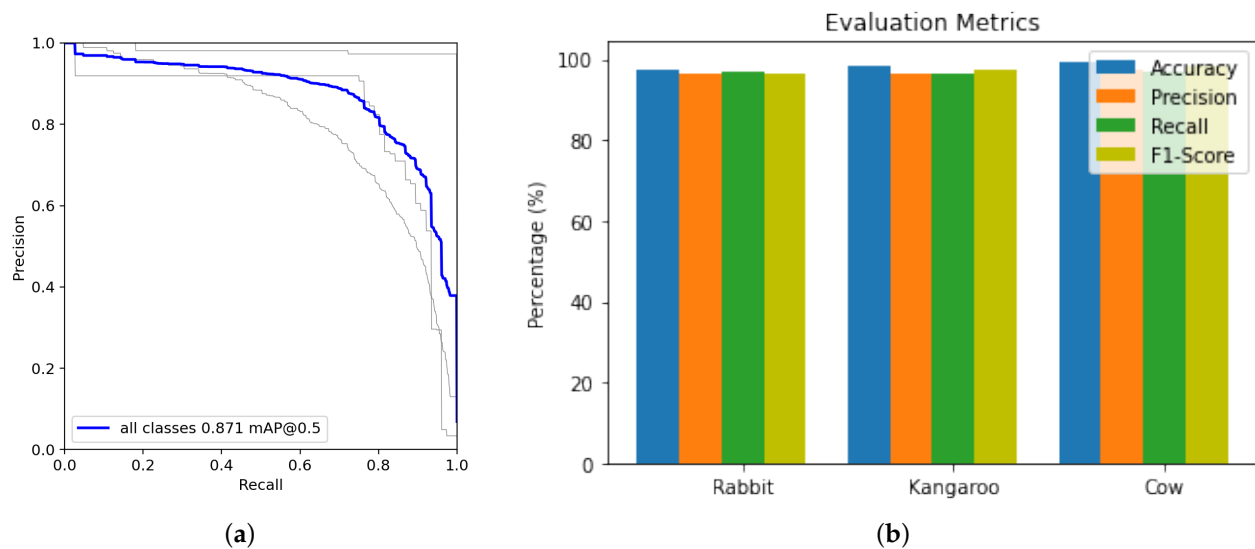 1.0
0.8
0.6
0.4
0.2
0.0
Precision
0.0 0.2 0.4 0.6 0.8 1.0
Recall
all classes 0.871 mAP@0.5
(a)
Evaluation Metrics
100
80
60
40
20
0
Percentage (%)
Accuracy
Precision
Recall
F1-Score
Rabbit Kangaroo Cow
(b)